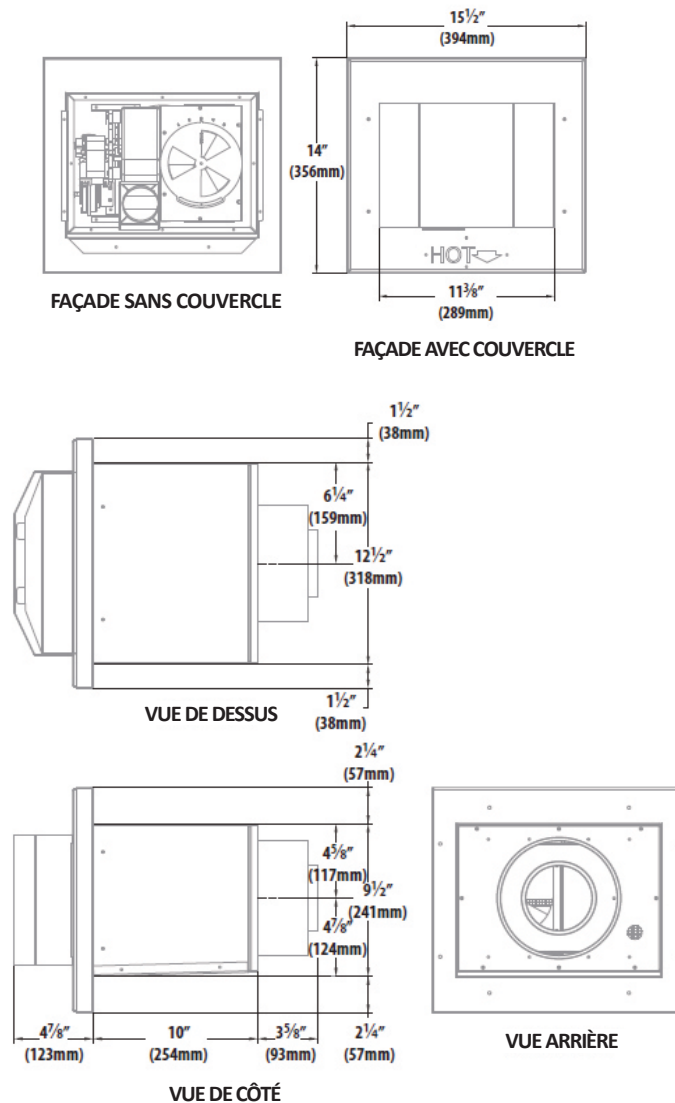 15½″
(394mm)
14″
(356mm)
HOT
11⅜″
(289mm)
FAÇADE SANS COUVERCLE
FAÇADE AVEC COUVERCLE
1½″
(38mm)
6¼″
(159mm)
12½″
(318mm)
1½″
(38mm)
VUE DE DESSUS
2¼″
(57mm)
4⅝″
(117mm)
9½″
(241mm)
4⅞″
(124mm)
4⅞″
(123mm)
10″
(254mm)
3⅝″
(93mm)
2¼″
(57mm)
VUE DE CÔTÉ
VUE ARRIÈRE